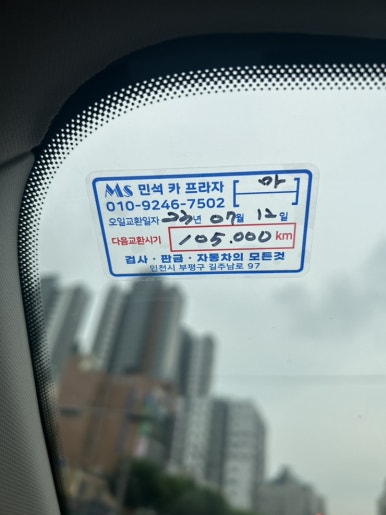 MS 민석 카 프라자
010-9246-7502
오일교환일자 23년 07월 12일
다음교환시기 105.000 km
검사 · 판금 · 자동차의 모든것
인천시 부평구 길주남로 97